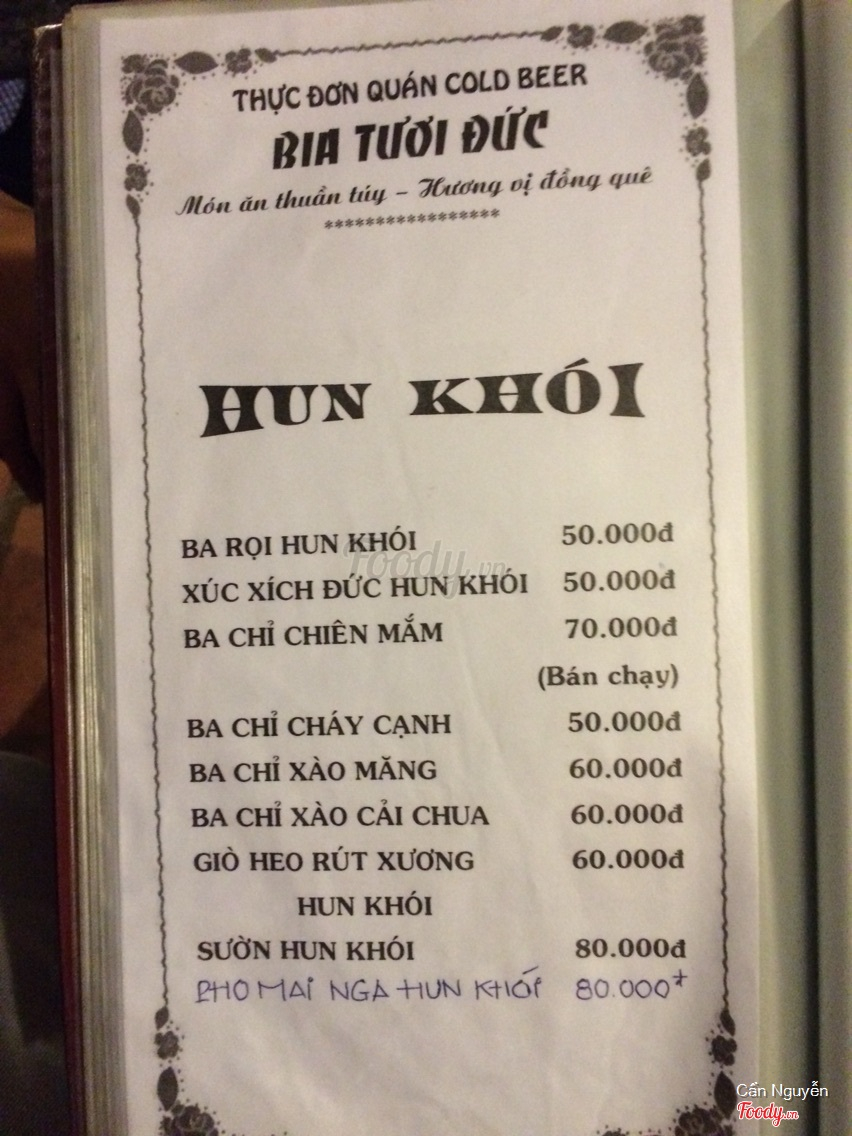 THỰC ĐƠN QUÁN COLD BEER
BIA TƯƠI ĐỨC
Món ăn thuần túy – Hương vị đồng quê
*****************
HUN KHÓI
BA RỌI HUN KHÓI 50.000đ
XÚC XÍCH ĐỨC HUN KHÓI 50.000đ
BA CHỈ CHIÊN MẮM 70.000đ
(Bán chạy)
BA CHỈ CHÁY CẠNH 50.000đ
BA CHỈ XÀO MĂNG 60.000đ
BA CHỈ XÀO CẢI CHUA 60.000đ
GIÒ HEO RÚT XƯƠNG 60.000đ
HUN KHÓI
SƯỜN HUN KHÓI 80.000đ
PHO MAI NGA HUN KHÓI 80.000đ
Foody.vn
Cẩn Nguyễn
Foody.vn